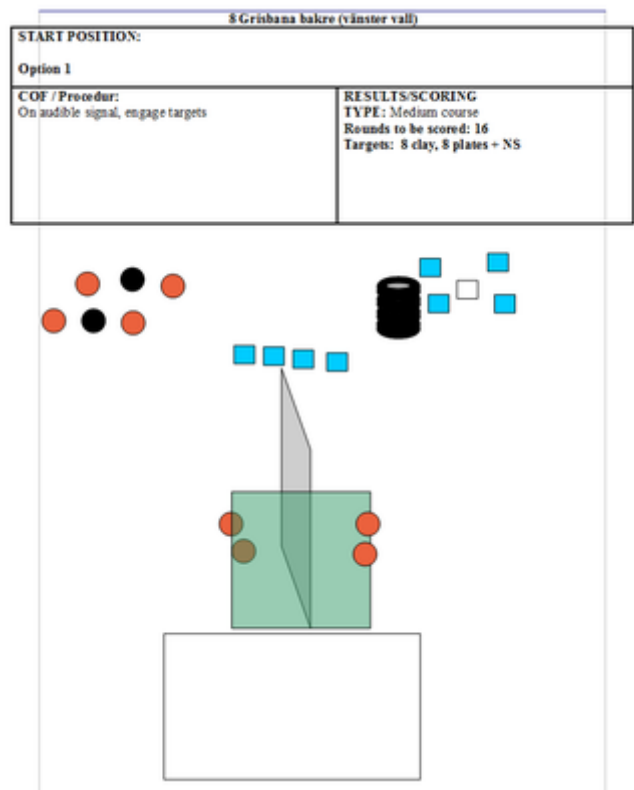 8 Grisbana bakre (vänster vall)
START POSITION:
Option 1
COF / Procedur:
On audible signal, engage targets
RESULTS/SCORING
TYPE: Medium course
Rounds to be scored: 16
Targets: 8 clay, 8 plates + NS